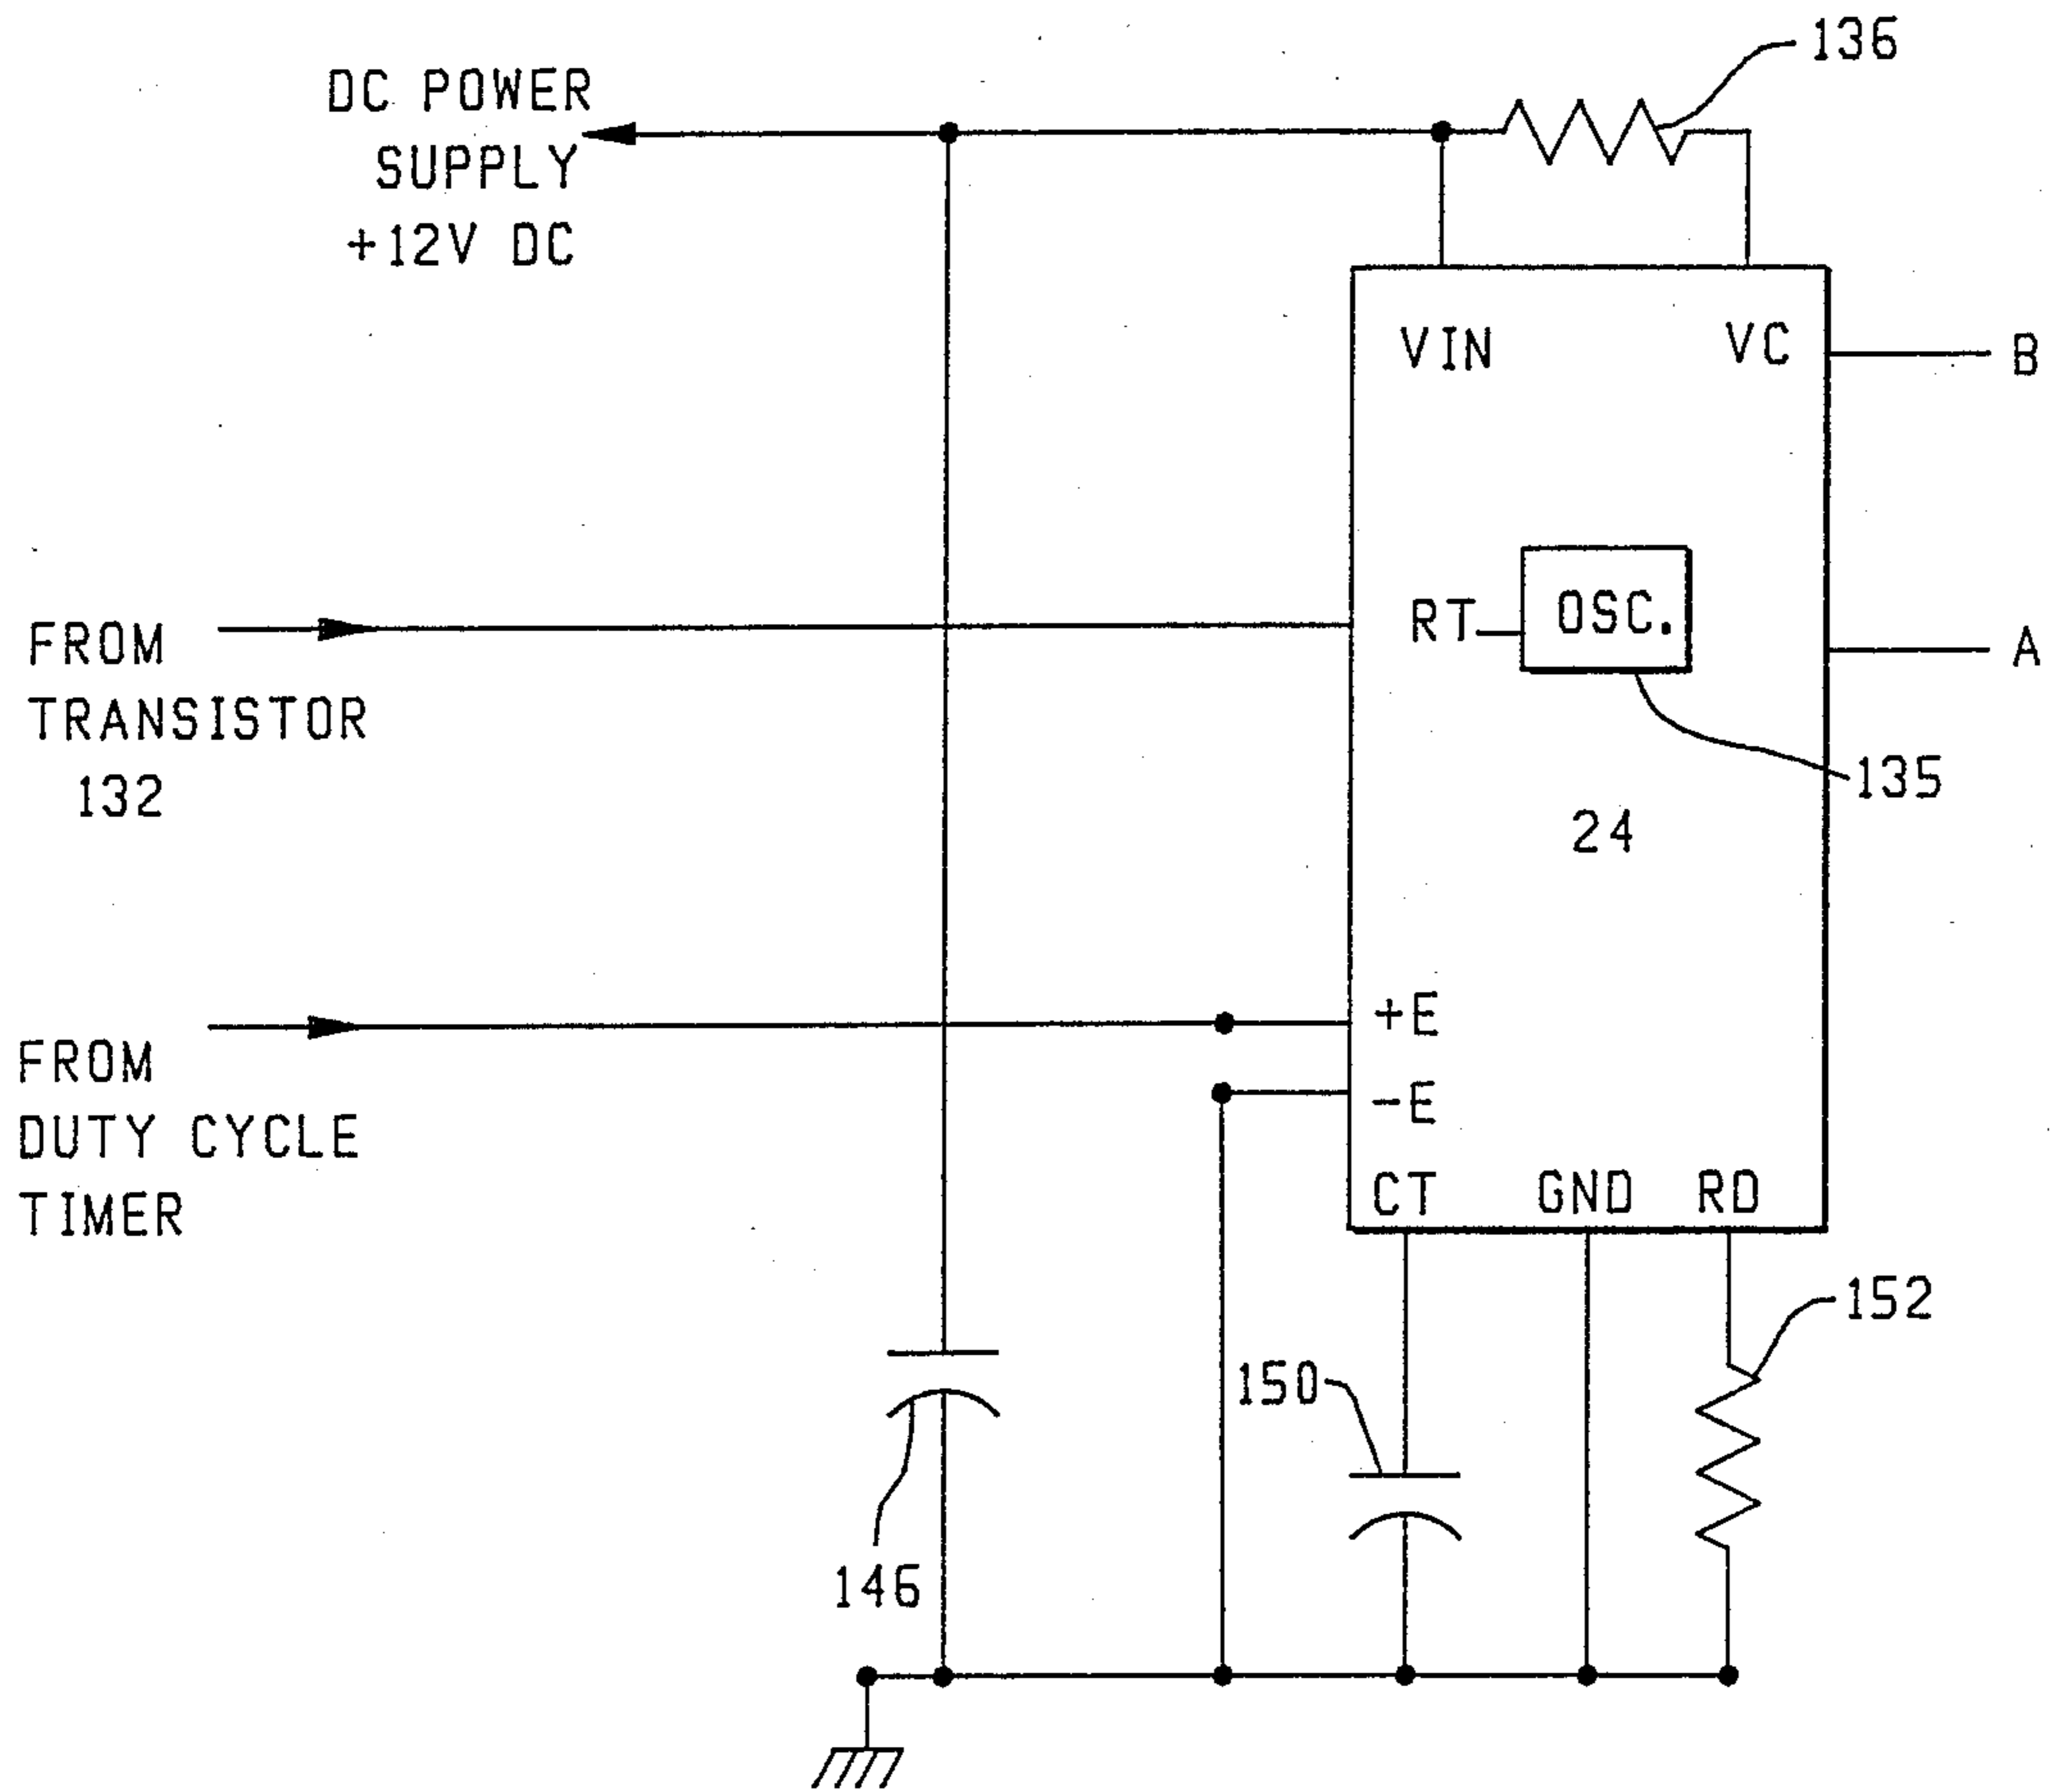 136
DC POWER
SUPPLY
+12V DC
VIN
VC
B
RT
OSC.
A
FROM
TRANSISTOR
132
135
24
+E
FROM
DUTY CYCLE
TIMER
-E
CT
GND
RD
152
150
146